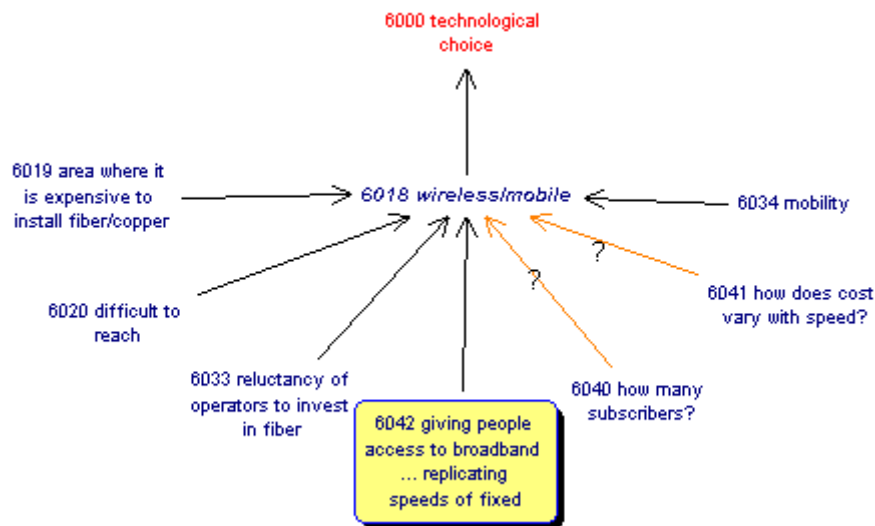 6000 technological
choice
6019 area where it
is expensive to
install fiber/copper
6018 wireless/mobile
6034 mobility
?
?
6020 difficult to
reach
6041 how does cost
vary with speed?
6033 reluctancy of
operators to invest
in fiber
6040 how many
subscribers?
6042 giving people
access to broadband
... replicating
speeds of fixed